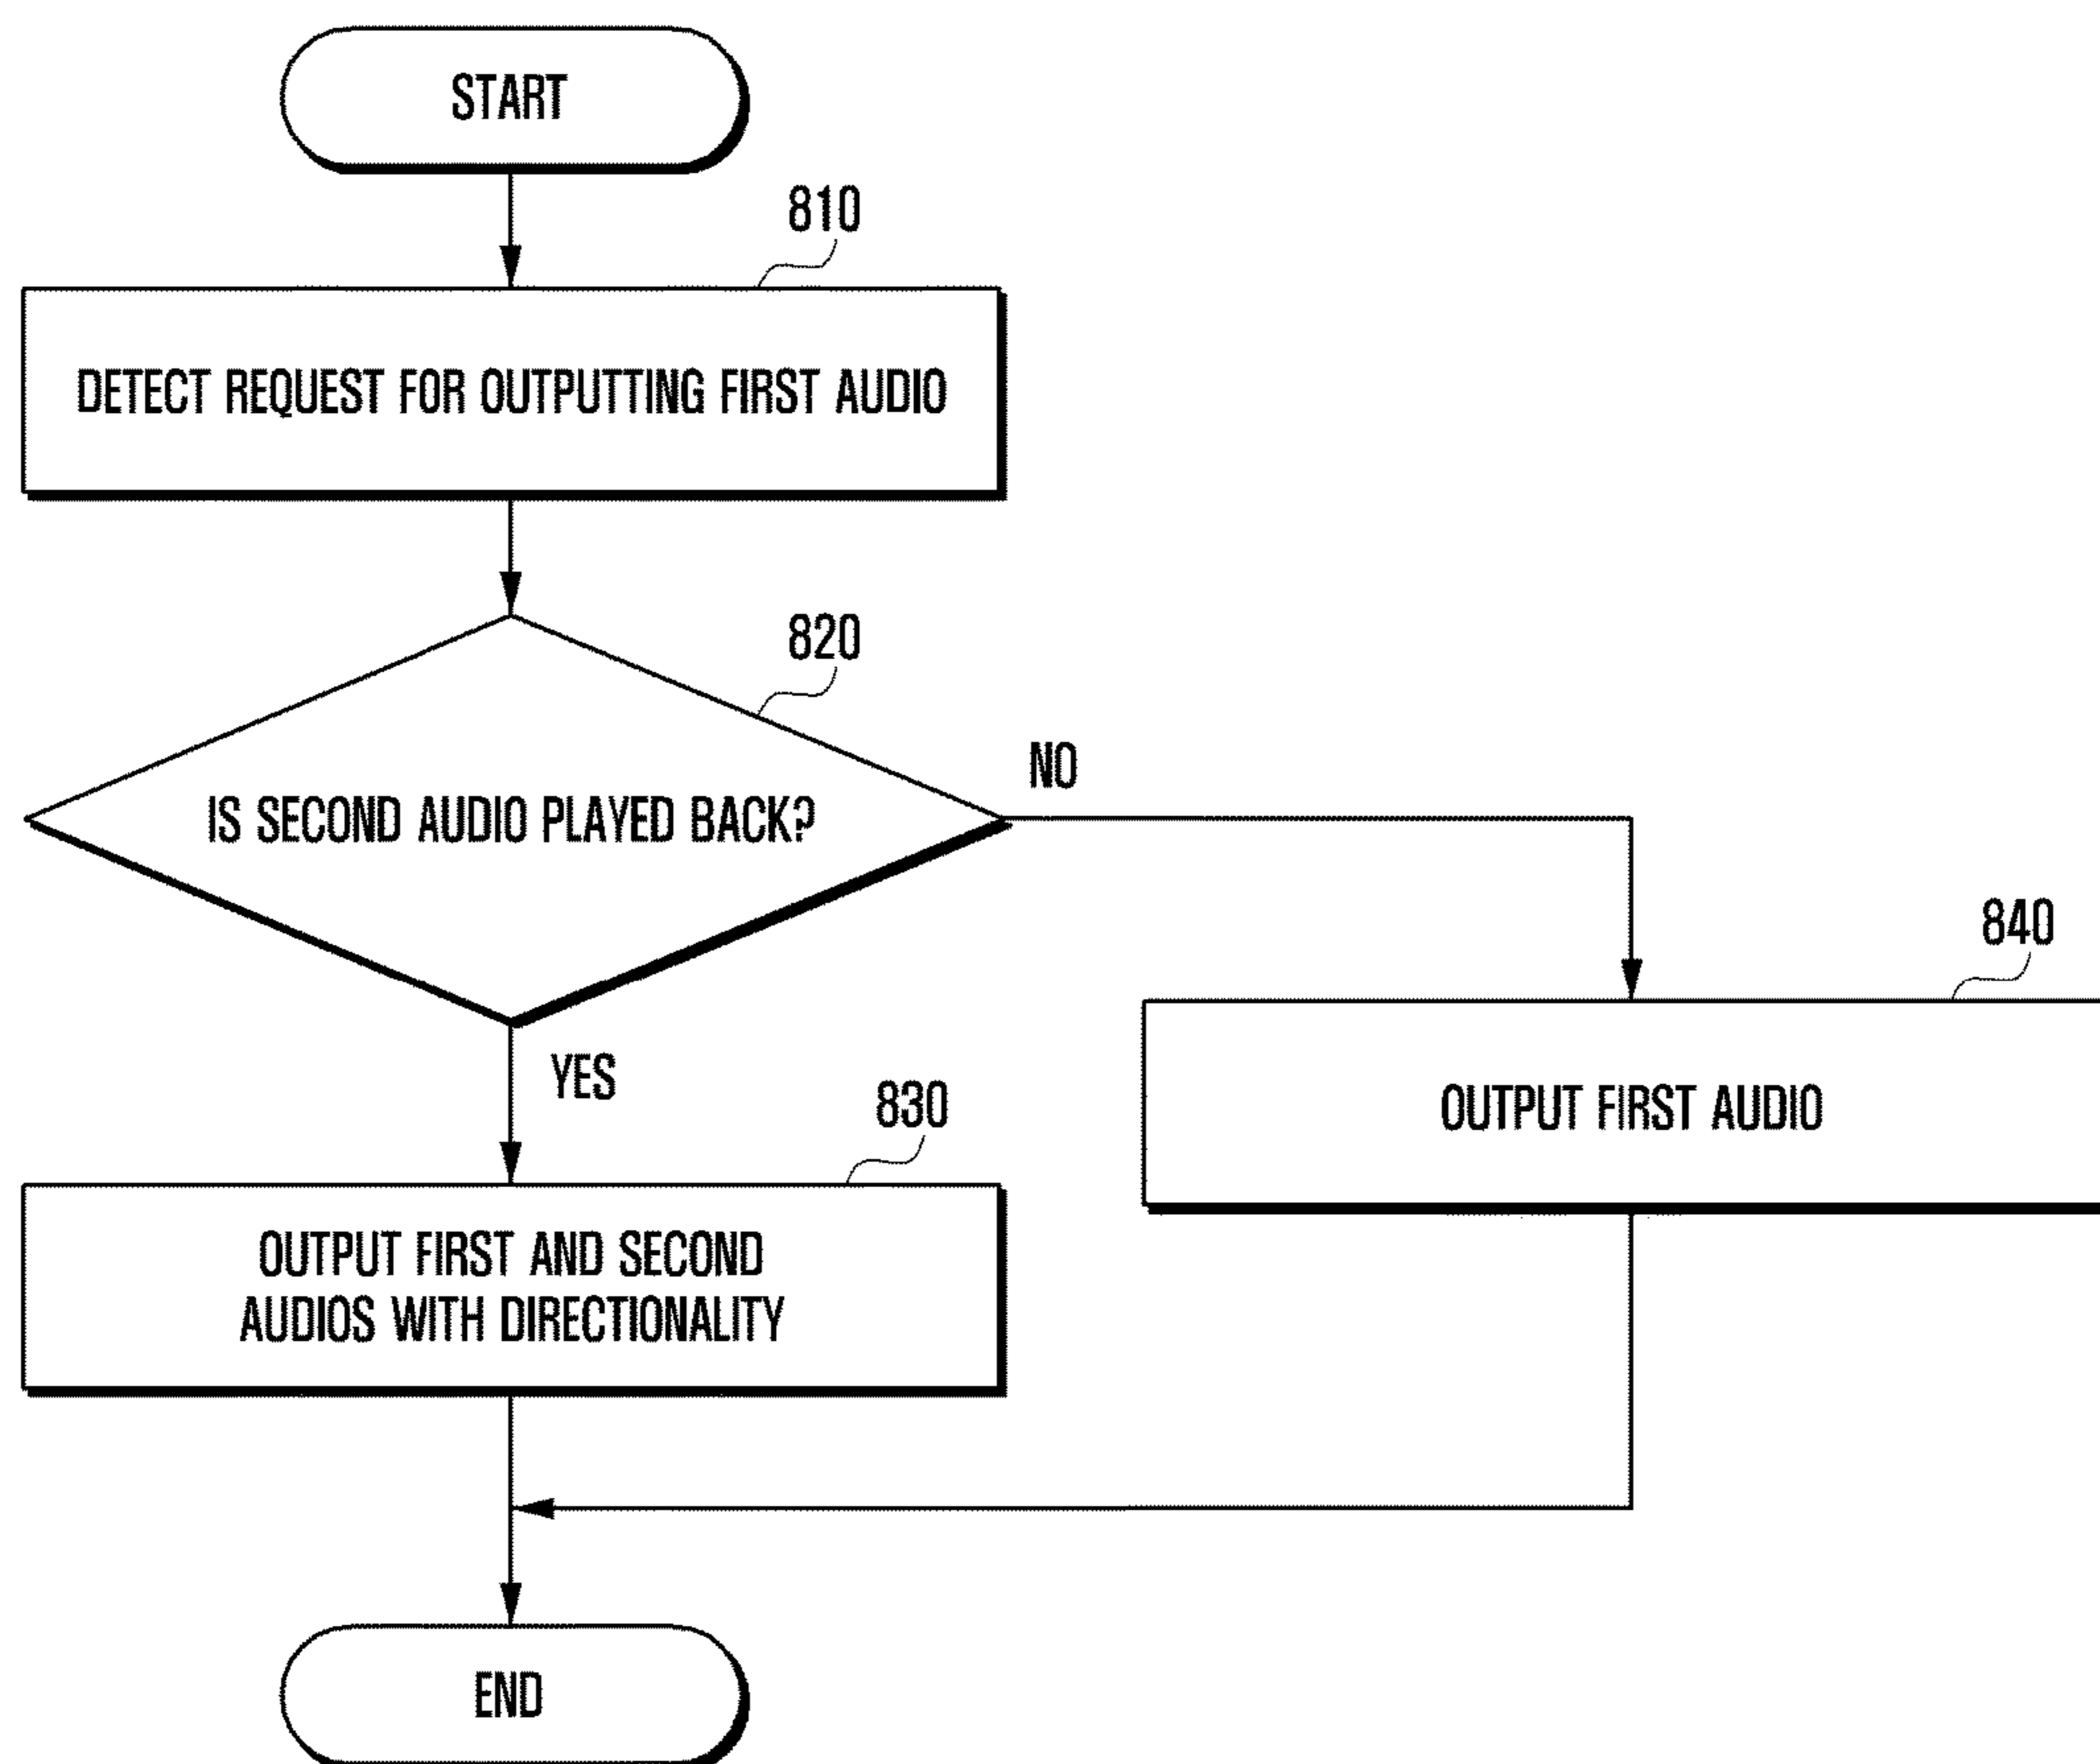 START
810
DETECT REQUEST FOR OUTPUTTING FIRST AUDIO
820
IS SECOND AUDIO PLAYED BACK?
NO
840
OUTPUT FIRST AUDIO
YES
830
OUTPUT FIRST AND SECOND
AUDIOS WITH DIRECTIONALITY
END